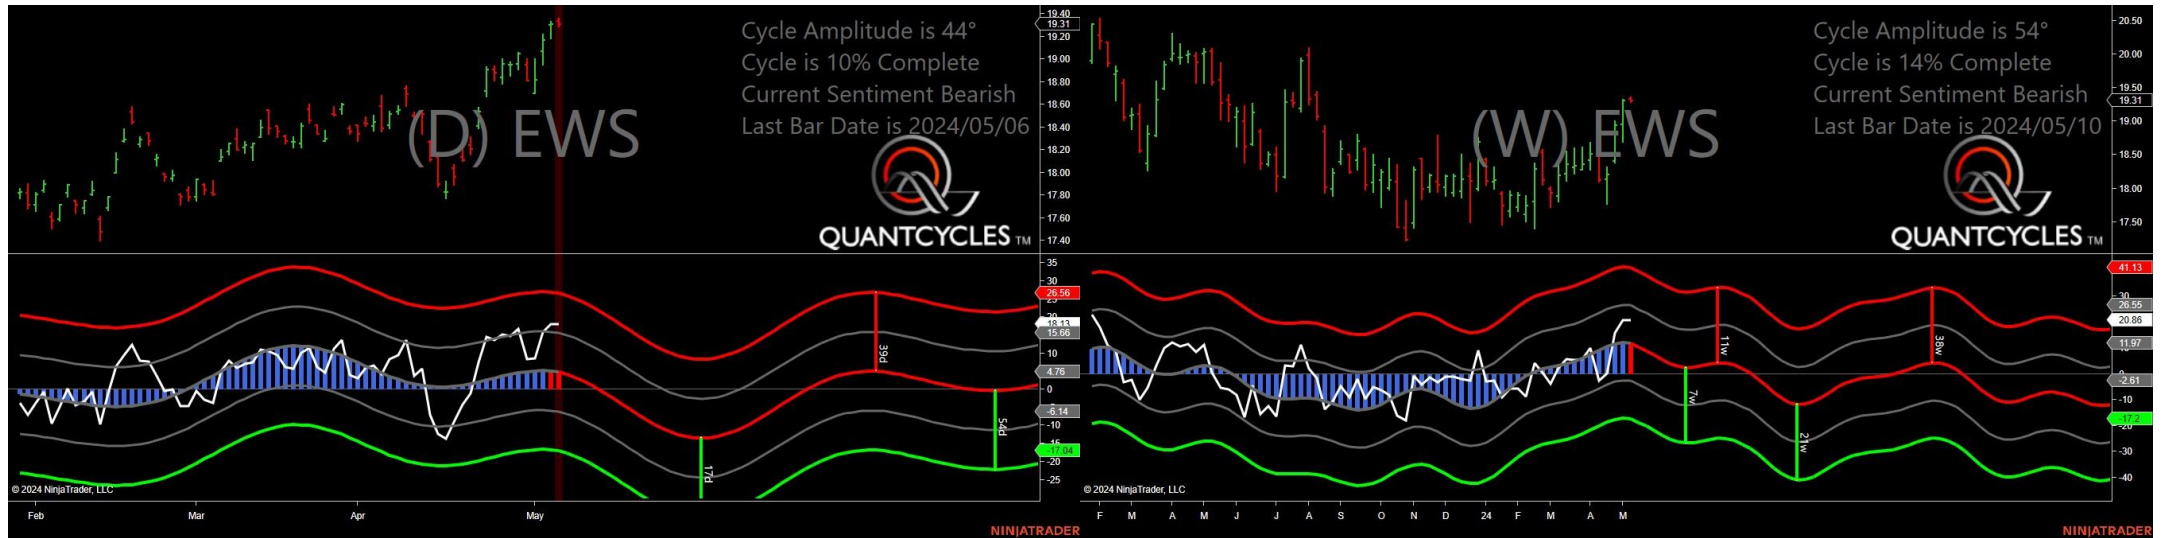 Cycle Amplitude is 44°
Cycle is 10% Complete
Current Sentiment Bearish
Last Bar Date is 2024/05/06
(D) EWS
QUANTCYCLES TM
19.40
19.31
19.20
19.00
18.80
18.60
18.40
18.20
18.00
17.80
17.60
17.40
35
30
26.56
20
18.13
15.66
10
4.76
0
-6.14
-10
-15
-17.04
-20
-25
17d
39d
54d
© 2024 NinjaTrader, LLC
Feb Mar Apr May
NINJATRADER
Cycle Amplitude is 54°
Cycle is 14% Complete
Current Sentiment Bearish
Last Bar Date is 2024/05/10
(W) EWS
QUANTCYCLES TM
20.50
20.00
19.50
19.31
19.00
18.50
18.00
17.50
41.13
30
26.55
20.86
11.97
0
-2.61
-10
-17.2
-20
-30
-40
7w
11w
21w
38w
© 2024 NinjaTrader, LLC
F M A M J J A S O N D 24 F M A M
NINJATRADER